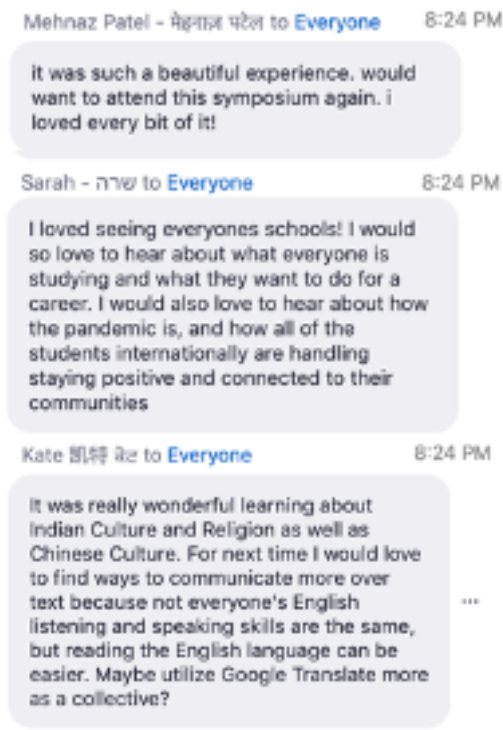 Mehnaz Patel - मेहनाज़ पटेल to Everyone 8:24 PM
it was such a beautiful experience. would
want to attend this symposium again. i
loved every bit of it!
Sarah - שורה to Everyone 8:24 PM
I loved seeing everyones schools! I would
so love to hear about what everyone is
studying and what they want to do for a
career. I would also love to hear about how
the pandemic is, and how all of the
students internationally are handling
staying positive and connected to their
communities
Kate 凯特 केट to Everyone 8:24 PM
It was really wonderful learning about
Indian Culture and Religion as well as
Chinese Culture. For next time I would love
to find ways to communicate more over
text because not everyone's English
listening and speaking skills are the same,
but reading the English language can be
easier. Maybe utilize Google Translate more
as a collective?